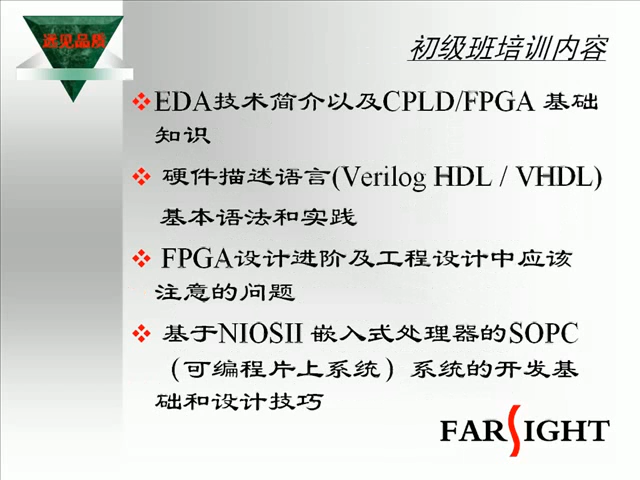 远见品质
初级班培训内容
EDA技术简介以及CPLD/FPGA 基础
知识
硬件描述语言(Verilog HDL / VHDL)
基本语法和实践
FPGA设计进阶及工程设计中应该
注意的问题
基于NIOSII 嵌入式处理器的SOPC
（可编程片上系统）系统的开发基
础和设计技巧
FARSIGHT